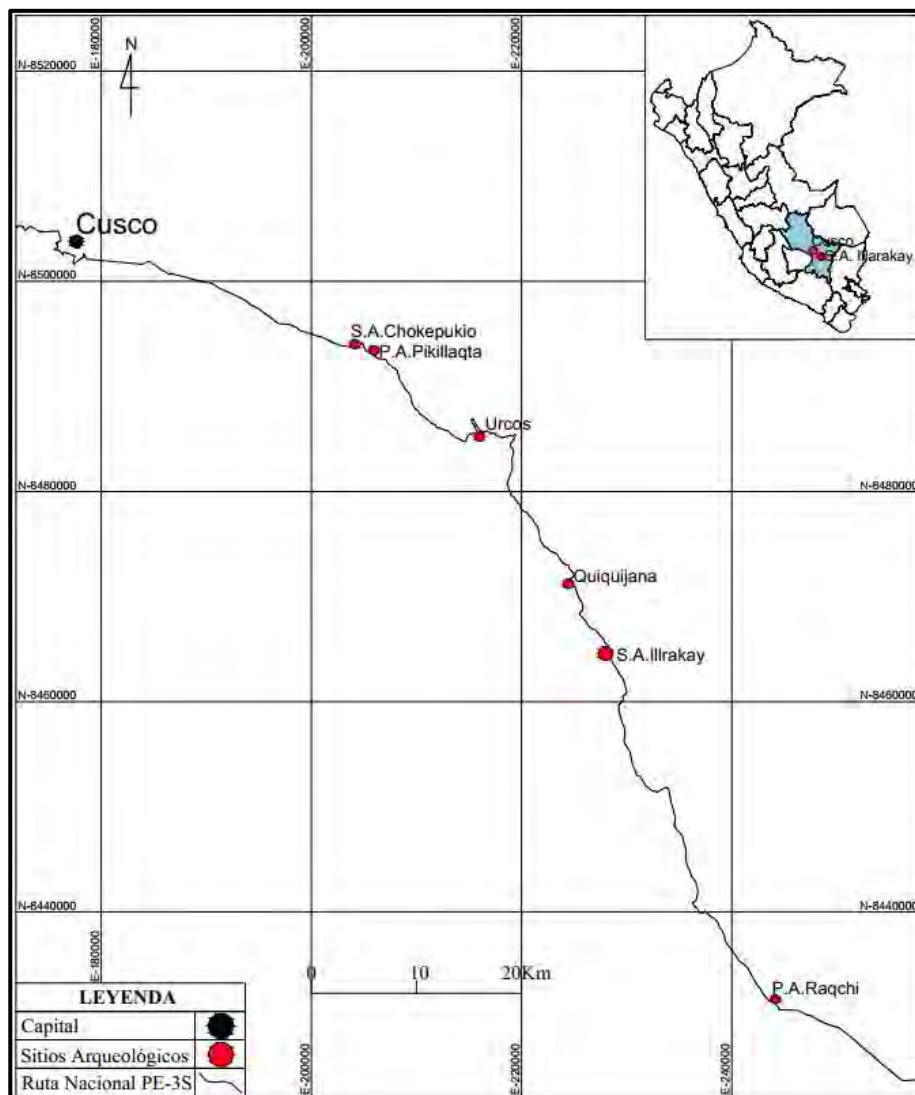 E-180000
E-200000
E-220000
N-8520000
N
Cusco
Cusco
S.A. Illarakay
N-8500000
S.A.Chokepukio
P.A.Pikillaqta
Urcos
N-8480000
N-8480000
Quiquijana
S.A.Illrakay
N-8460000
N-8460000
N-8440000
N-8440000
E-180000
0 10 20Km
P.A.Raqchi
LEYENDA
Capital
Sitios Arqueológicos
Ruta Nacional PE-3S
E-200000
E-220000
E-240000